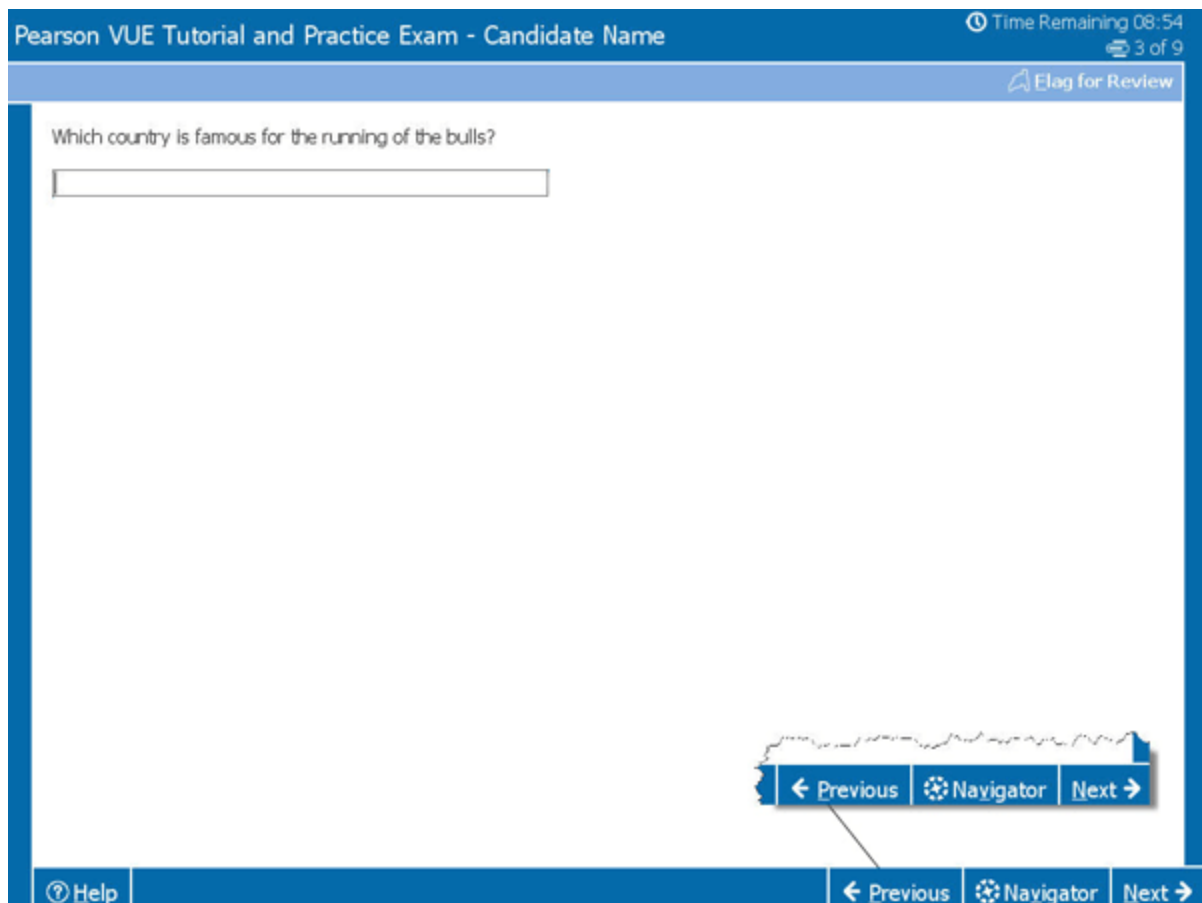 Pearson VUE Tutorial and Practice Exam - Candidate Name
Time Remaining 08:54
3 of 9
Flag for Review
Which country is famous for the running of the bulls?
Previous Navigator Next
Help Previous Navigator Next